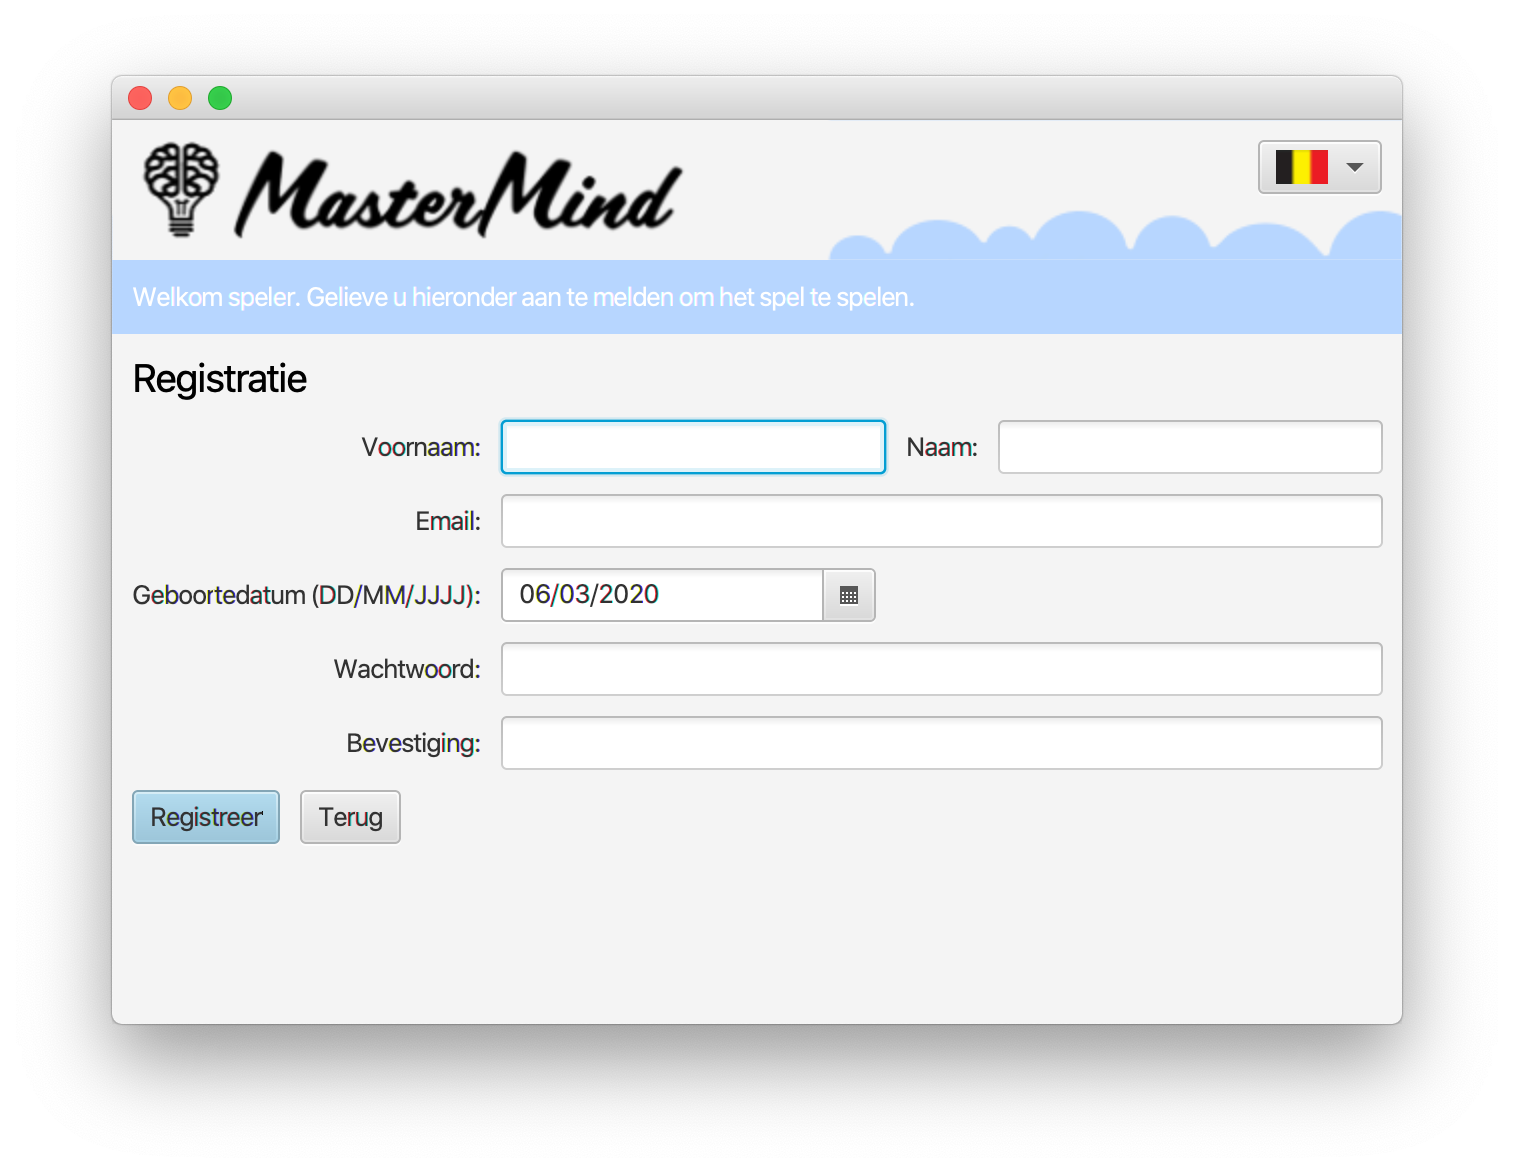 MasterMind
Welkom speler. Gelieve u hieronder aan te melden om het spel te spelen.
Registratie
Voornaam: Naam:
Email:
Geboortedatum (DD/MM/JJJJ): 06/03/2020
Wachtwoord:
Bevestiging:
Registreer Terug